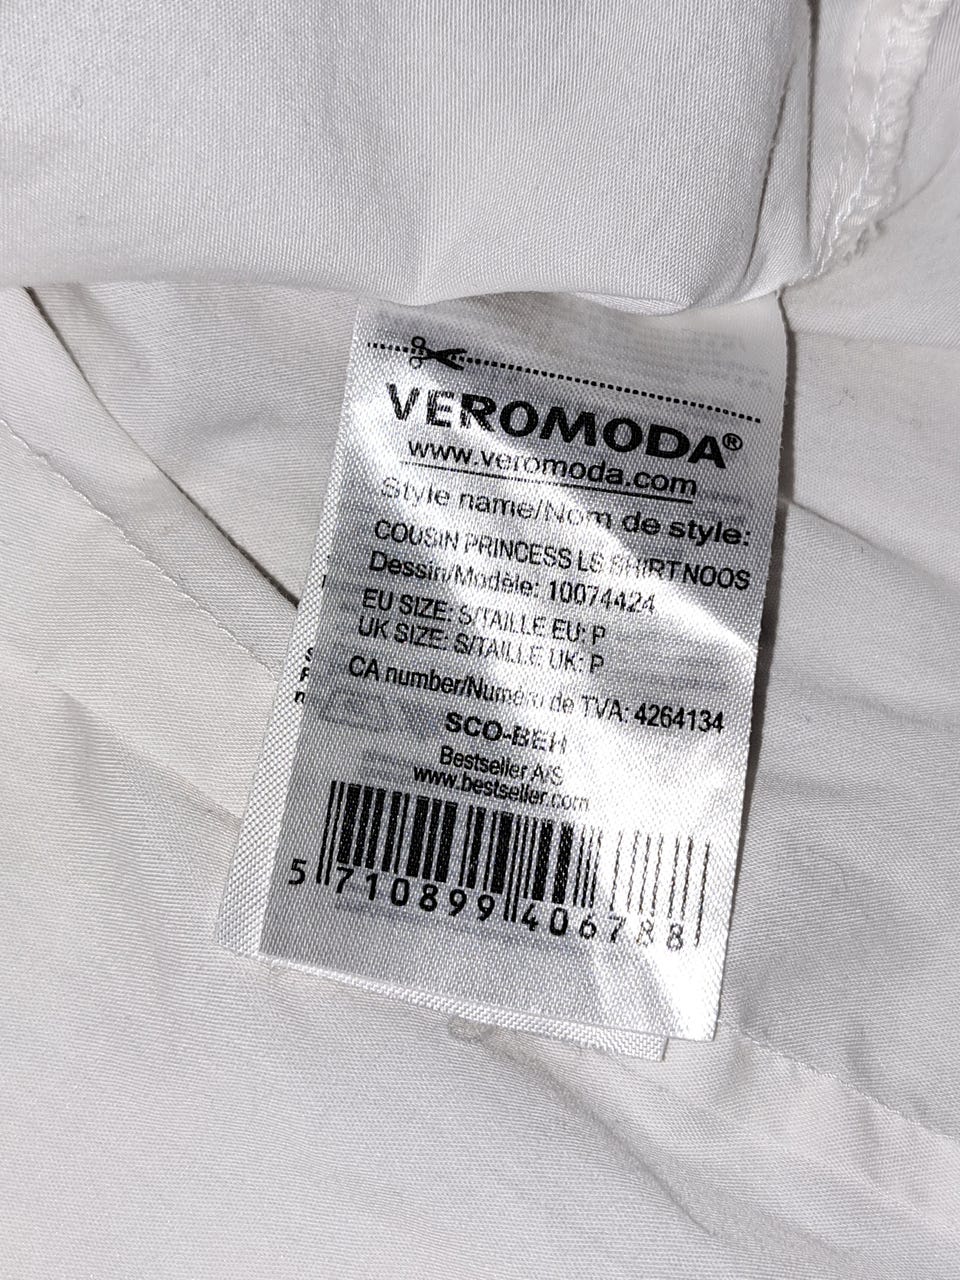 VEROMODA®
www.veromoda.com
Style name/Nom de style:
COUSIN PRINCESS LS SHIRT NOOS
Dessin/Modèle: 10074424
EU SIZE: S/TAILLE EU: P
UK SIZE: S/TAILLE UK: P
CA number/Numéro de TVA: 4264134
SCO-BEH
Bestseller A/S
www.bestseller.com
5 710899 406788